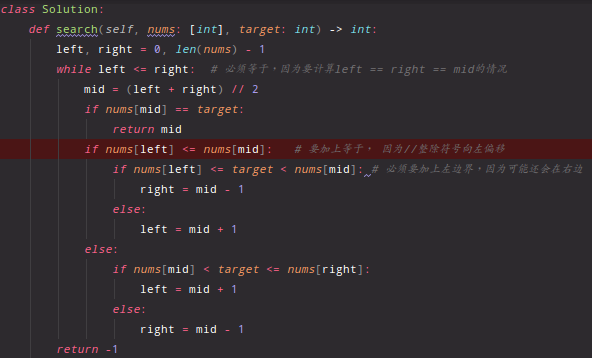 class Solution:
def search(self, nums: [int], target: int) -> int:
left, right = 0, len(nums) - 1
while left <= right:  # 必须等于，因为要计算left == right == mid的情况
mid = (left + right) // 2
if nums[mid] == target:
return mid
if nums[left] <= nums[mid]:   # 要加上等于， 因为//整除符号向左偏移
if nums[left] <= target < nums[mid]: # 必须要加上左边界，因为可能还会在右边
right = mid - 1
else:
left = mid + 1
else:
if nums[mid] < target <= nums[right]:
left = mid + 1
else:
right = mid - 1
return -1